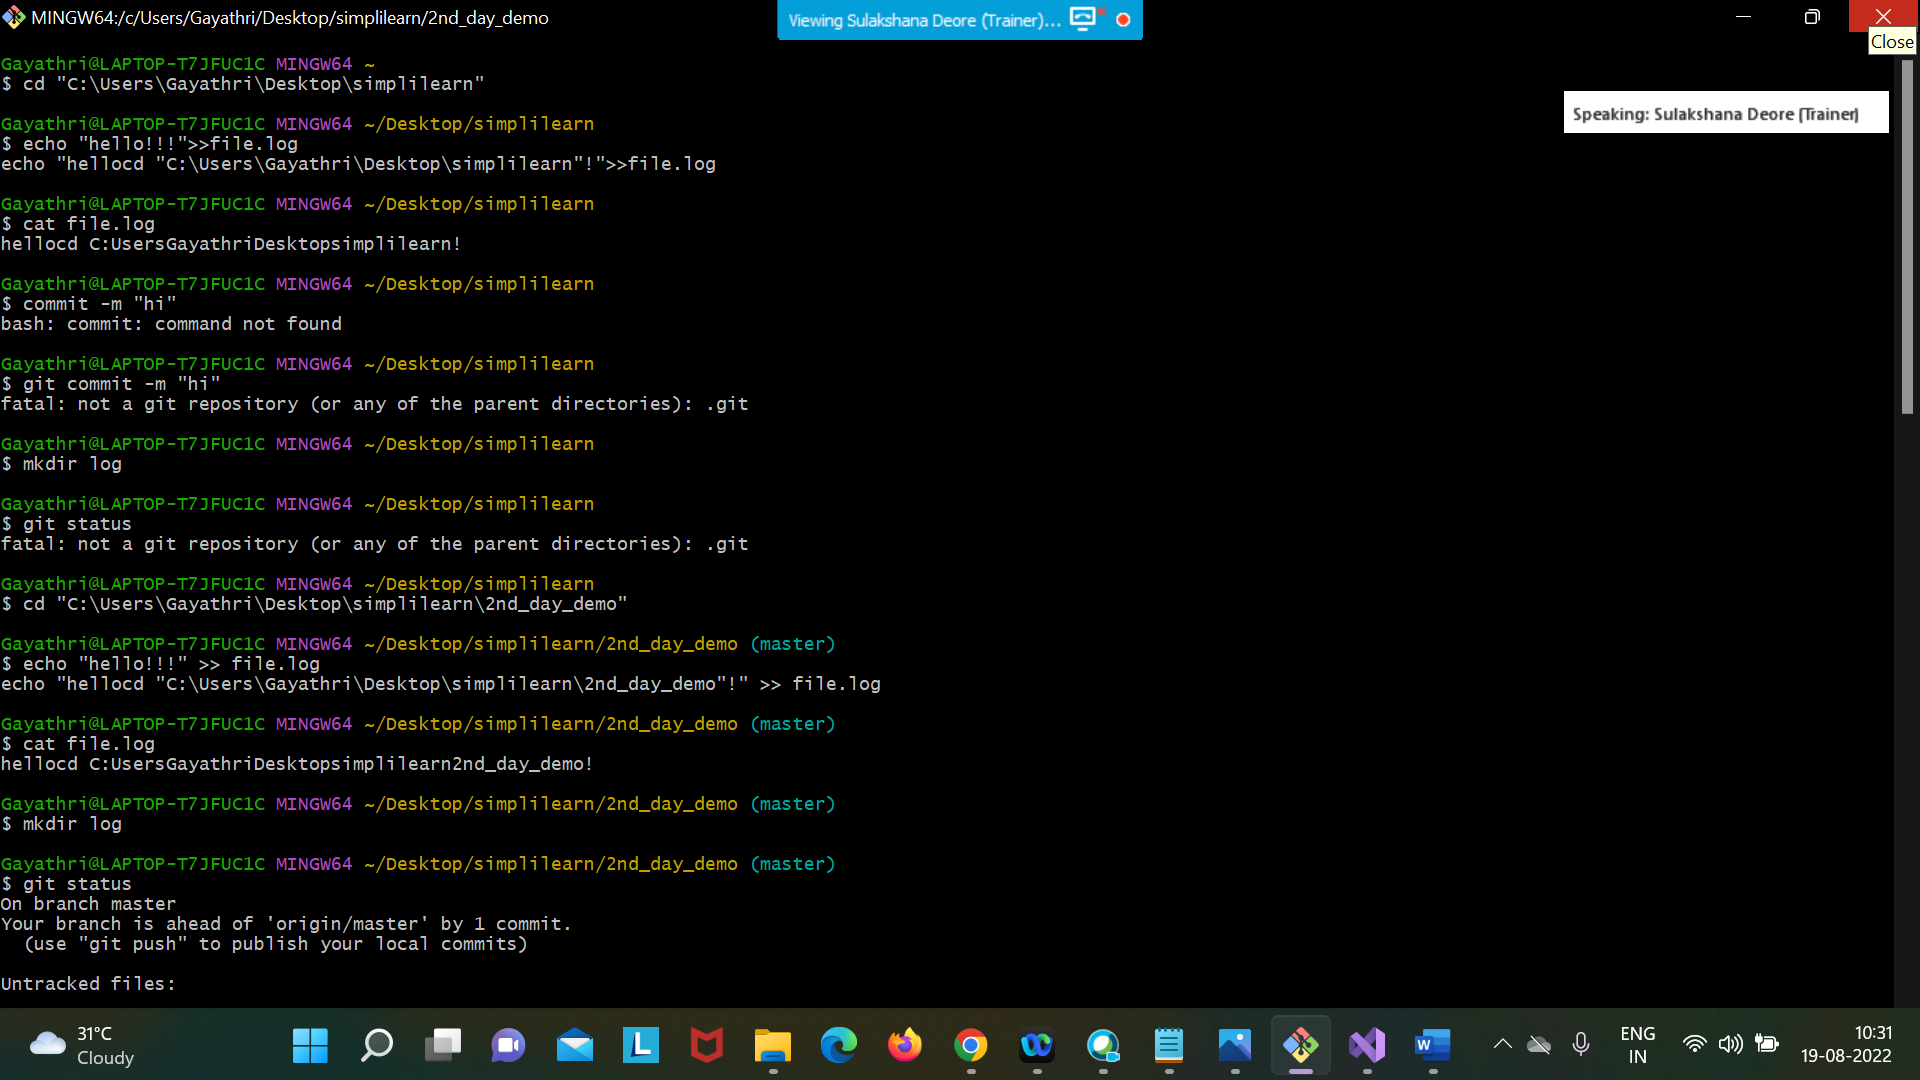 MINGW64:/c/Users/Gayathri/Desktop/simplilearn/2nd_day_demo
Viewing Sulakshana Deore (Trainer)...
Close
Speaking: Sulakshana Deore (Trainer)
Gayathri@LAPTOP-T7JFUC1C MINGW64 ~
$ cd "C:\Users\Gayathri\Desktop\simplilearn"
Gayathri@LAPTOP-T7JFUC1C MINGW64 ~/Desktop/simplilearn
$ echo "hello!!!">>file.log
echo "hellocd "C:\Users\Gayathri\Desktop\simplilearn"!">>file.log
Gayathri@LAPTOP-T7JFUC1C MINGW64 ~/Desktop/simplilearn
$ cat file.log
hellocd C:UsersGayathriDesktopsimplilearn!
Gayathri@LAPTOP-T7JFUC1C MINGW64 ~/Desktop/simplilearn
$ commit -m "hi"
bash: commit: command not found
Gayathri@LAPTOP-T7JFUC1C MINGW64 ~/Desktop/simplilearn
$ git commit -m "hi"
fatal: not a git repository (or any of the parent directories): .git
Gayathri@LAPTOP-T7JFUC1C MINGW64 ~/Desktop/simplilearn
$ mkdir log
Gayathri@LAPTOP-T7JFUC1C MINGW64 ~/Desktop/simplilearn
$ git status
fatal: not a git repository (or any of the parent directories): .git
Gayathri@LAPTOP-T7JFUC1C MINGW64 ~/Desktop/simplilearn
$ cd "C:\Users\Gayathri\Desktop\simplilearn\2nd_day_demo"
Gayathri@LAPTOP-T7JFUC1C MINGW64 ~/Desktop/simplilearn/2nd_day_demo (master)
$ echo "hello!!!" >> file.log
echo "hellocd "C:\Users\Gayathri\Desktop\simplilearn\2nd_day_demo"!" >> file.log
Gayathri@LAPTOP-T7JFUC1C MINGW64 ~/Desktop/simplilearn/2nd_day_demo (master)
$ cat file.log
hellocd C:UsersGayathriDesktopsimplilearn2nd_day_demo!
Gayathri@LAPTOP-T7JFUC1C MINGW64 ~/Desktop/simplilearn/2nd_day_demo (master)
$ mkdir log
Gayathri@LAPTOP-T7JFUC1C MINGW64 ~/Desktop/simplilearn/2nd_day_demo (master)
$ git status
On branch master
Your branch is ahead of 'origin/master' by 1 commit.
  (use "git push" to publish your local commits)
Untracked files:
31°C
Cloudy
L
W
ENG
IN
10:31
19-08-2022